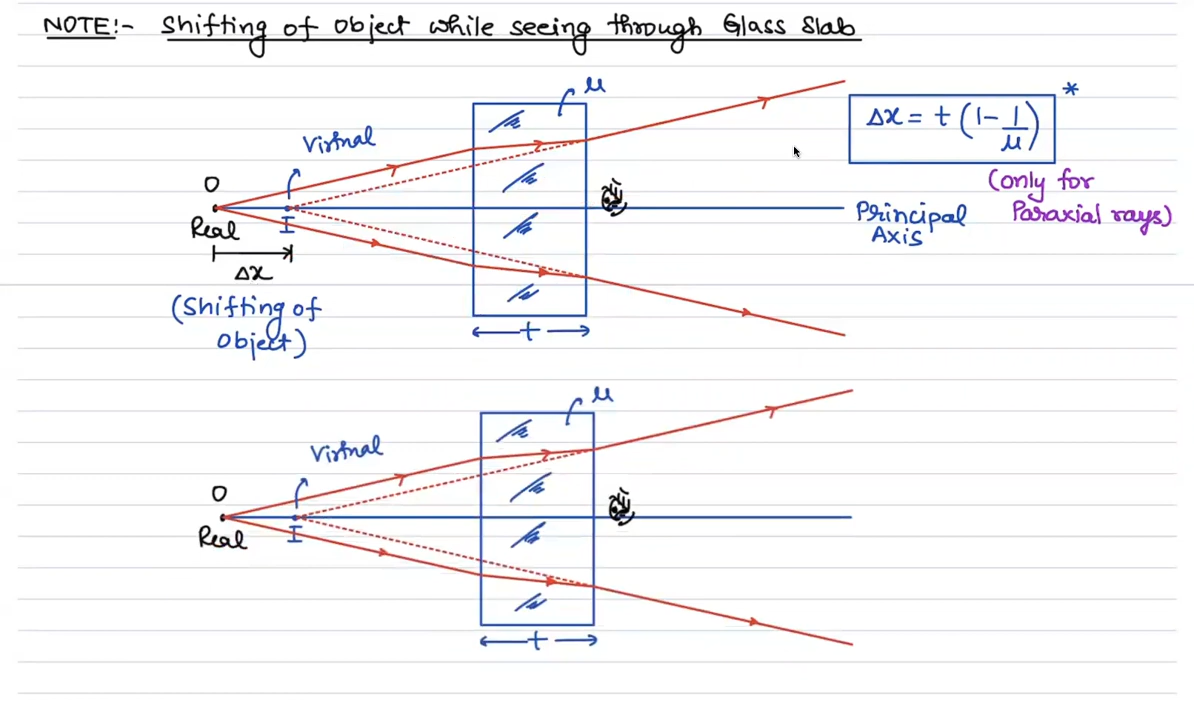 NOTE:- Shifting of Object while seeing through Glass Slab
μ
*
Δx = t (1 - 1/μ)
Virtual
(only for
Paraxial rays)
O
Real
I
Principal
Axis
Δx
(Shifting of
Object)
t
μ
Virtual
O
Real
I
t